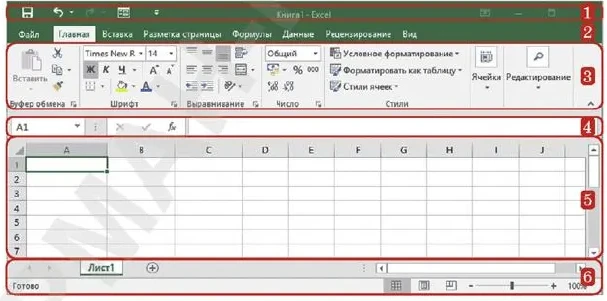 Книга1 - Excel
1
Файл Главная Вставка Разметка страницы Формулы Данные Рецензирование Вид
2
Вставить
Буфер обмена
Times New R 14
Ж К Ч A A
А
Шрифт
Выравнивание
Общий
% 000
Число
Условное форматирование
Форматировать как таблицу
Стили ячеек
Стили
Ячейки
Редактирование
3
A1
fx
4
A B C D E F G H I J
1
2
3
4
5
6
7
5
Лист1
Готово
100%
6